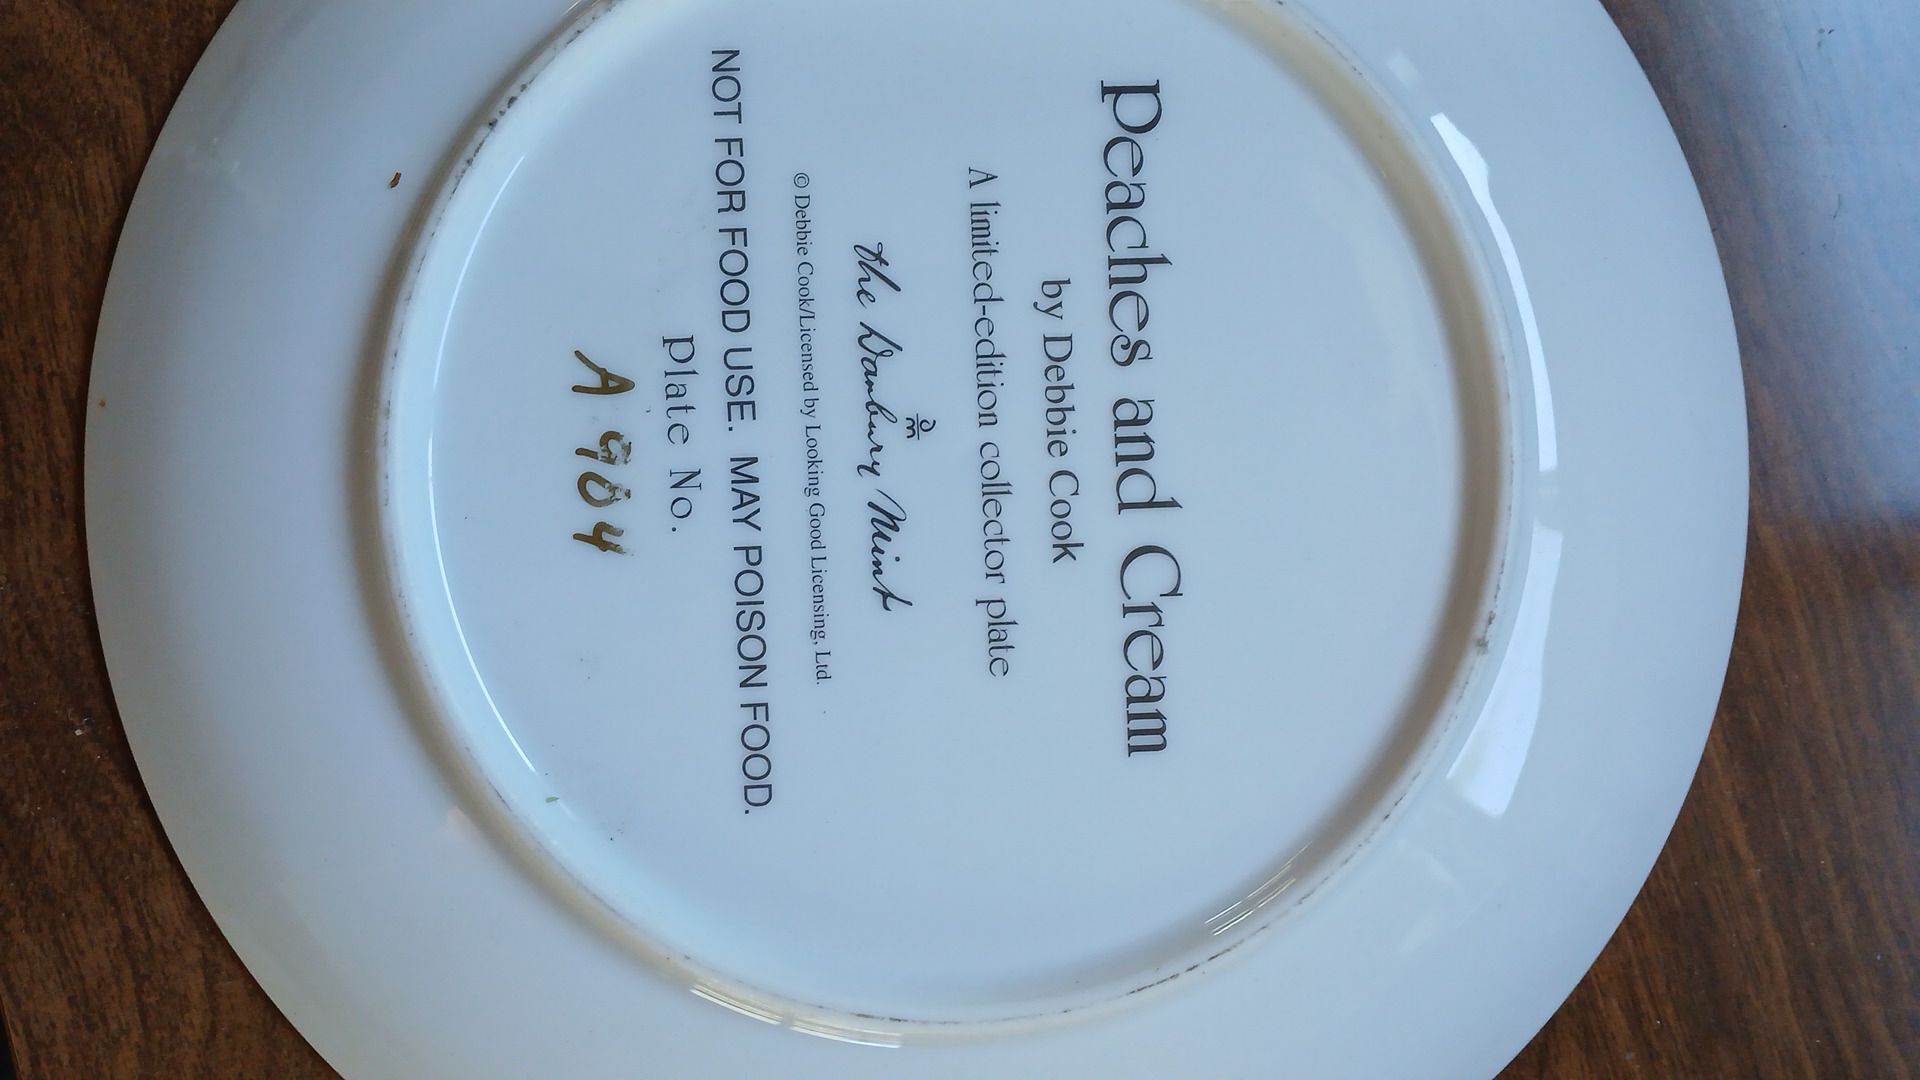 Peaches and Cream
by Debbie Cook
A limited-edition collector plate
dm
the Danbury Mint
© Debbie Cook/Licensed by Looking Good Licensing, Ltd.
NOT FOR FOOD USE. MAY POISON FOOD.
Plate No.
A 904